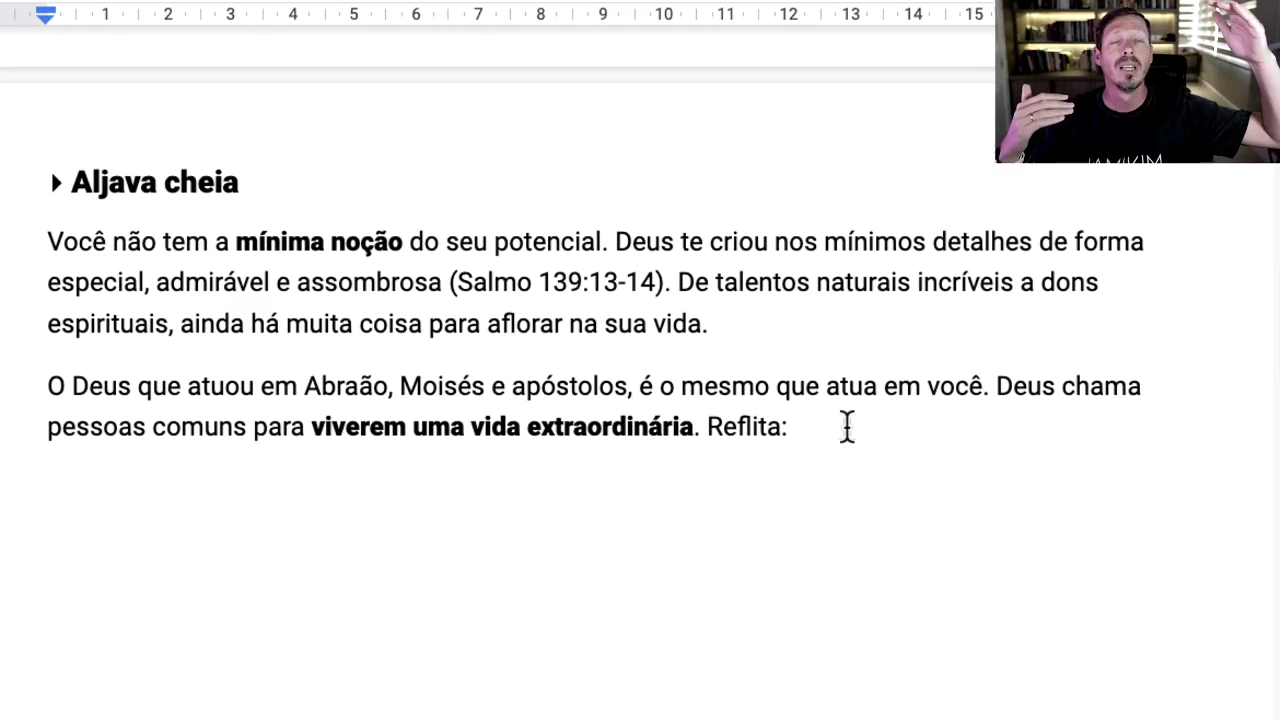 1 2 3 4 5 6 7 8 9 10 11 12 13 14 15
Aljava cheia
Você não tem a mínima noção do seu potencial. Deus te criou nos mínimos detalhes de forma
especial, admirável e assombrosa (Salmo 139:13-14). De talentos naturais incríveis a dons
espirituais, ainda há muita coisa para aflorar na sua vida.
O Deus que atuou em Abraão, Moisés e apóstolos, é o mesmo que atua em você. Deus chama
pessoas comuns para viverem uma vida extraordinária. Reflita: